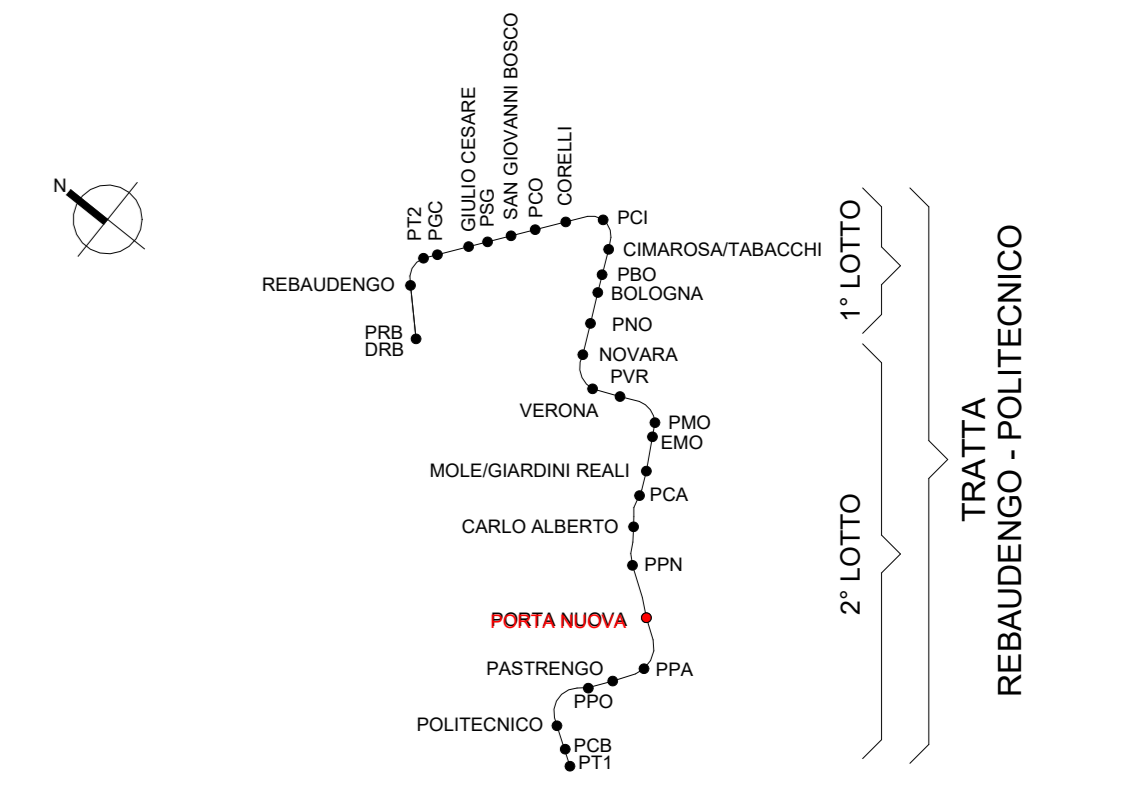 N
PT2
PGC
GIULIO CESARE
PSG
SAN GIOVANNI BOSCO
PCO
CORELLI
PCI
CIMAROSA/TABACCHI
REBAUDENGO
PBO
BOLOGNA
PRB
DRB
PNO
NOVARA
PVR
VERONA
PMO
EMO
MOLE/GIARDINI REALI
PCA
CARLO ALBERTO
PPN
PORTA NUOVA
PASTRENGO
PPA
PPO
POLITECNICO
PCB
PT1
1° LOTTO
2° LOTTO
TRATTA
REBAUDENGO - POLITECNICO